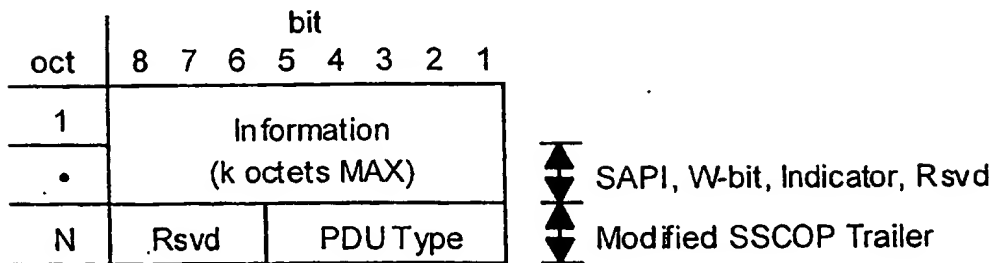 bit
oct 8 7 6 5 4 3 2 1
1 Information
• (k octets MAX) SAPI, W-bit, Indicator, Rsvd
N Rsvd PDU Type Modified SSCOP Trailer